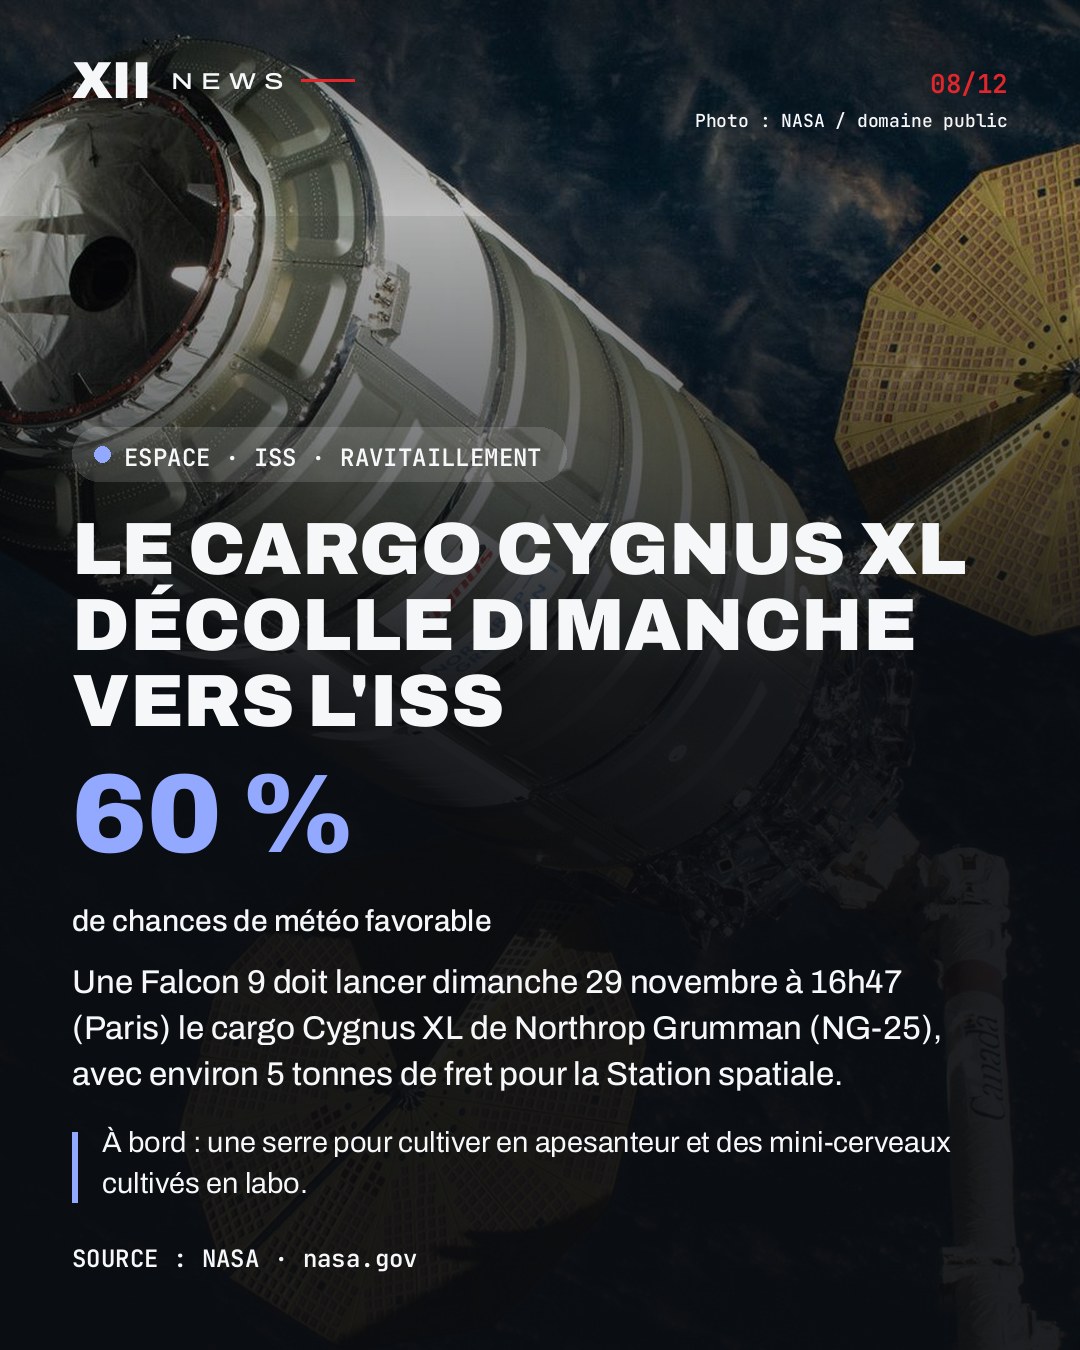 XII NEWS
08/12
Photo : NASA / domaine public
ESPACE · ISS · RAVITAILLEMENT
LE CARGO CYGNUS XL
DÉCOLLE DIMANCHE
VERS L'ISS
60 %
de chances de météo favorable
Une Falcon 9 doit lancer dimanche 29 novembre à 16h47
(Paris) le cargo Cygnus XL de Northrop Grumman (NG-25),
avec environ 5 tonnes de fret pour la Station spatiale.
À bord : une serre pour cultiver en apesanteur et des mini-cerveaux
cultivés en labo.
Canada
SOURCE : NASA · nasa.gov